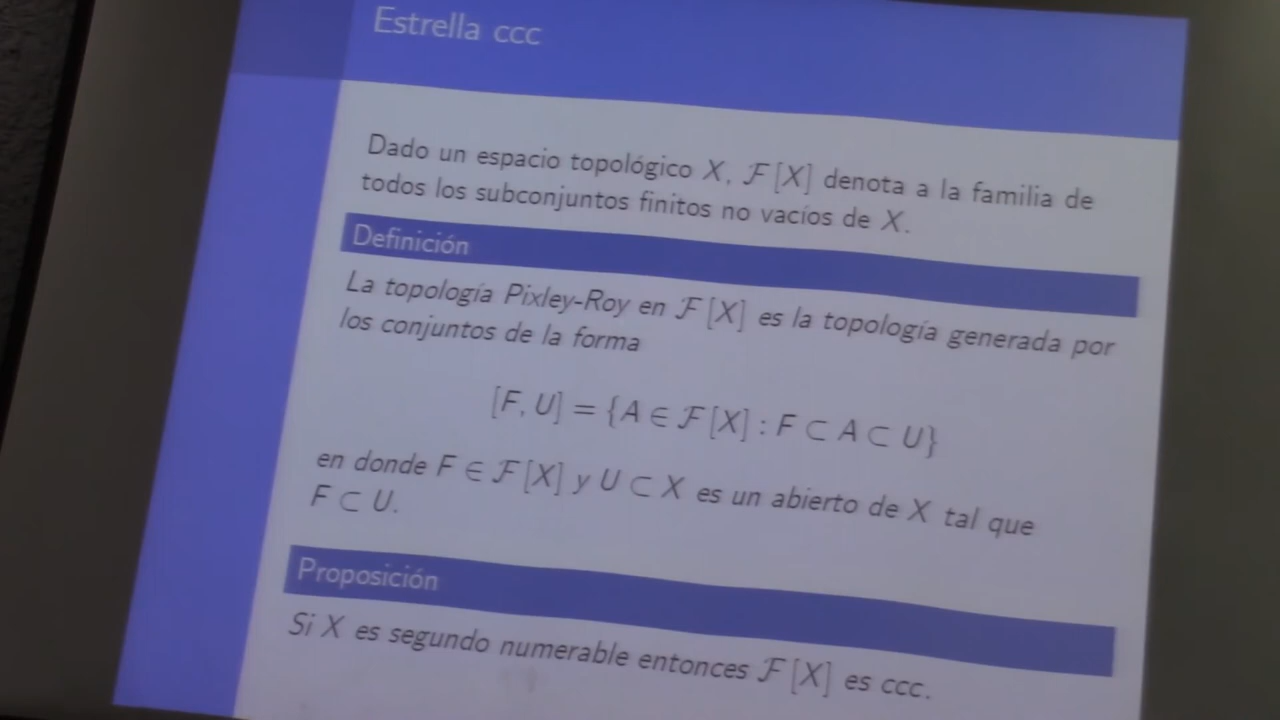 Estrella ccc
Dado un espacio topológico X, ℱ[X] denota a la familia de
todos los subconjuntos finitos no vacíos de X.
Definición
La topología Pixley-Roy en ℱ[X] es la topología generada por
los conjuntos de la forma
[F, U] = {A ∈ ℱ[X] : F ⊂ A ⊂ U}
en donde F ∈ ℱ[X] y U ⊂ X es un abierto de X tal que
F ⊂ U.
Proposición
Si X es segundo numerable entonces ℱ[X] es ccc.